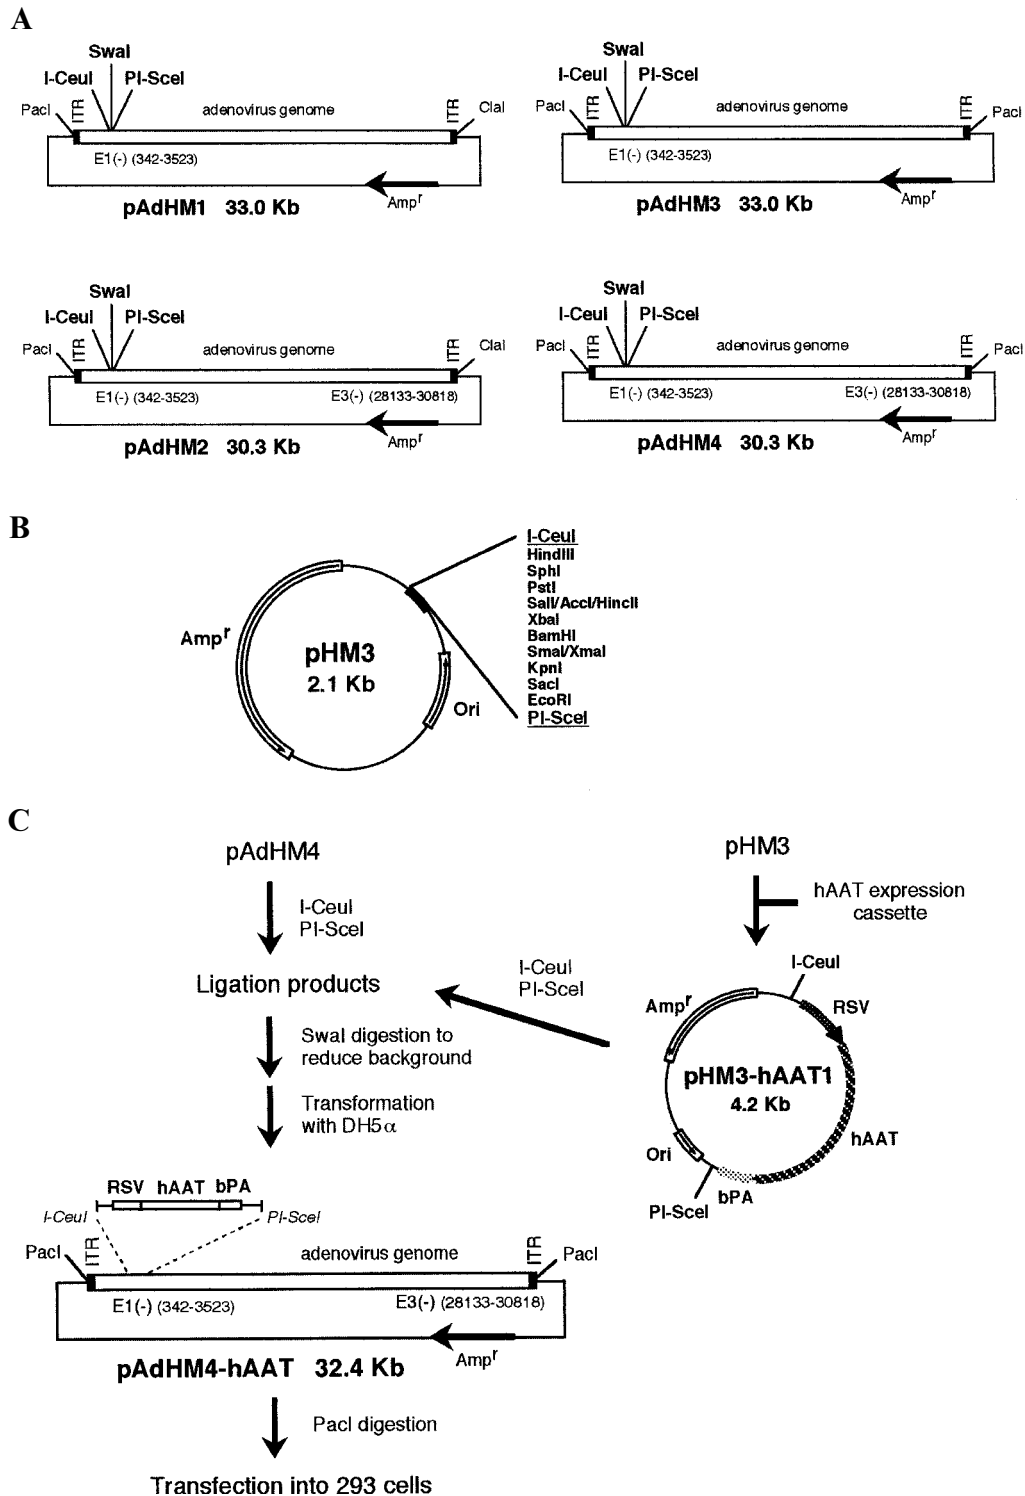 A
SwaI
I-CeuI PI-SceI
PacI ITR adenovirus genome ITR ClaI
E1(-) (342-3523)
Ampr
pAdHM1 33.0 Kb
SwaI
I-CeuI PI-SceI
PacI ITR adenovirus genome ITR PacI
E1(-) (342-3523)
Ampr
pAdHM3 33.0 Kb
SwaI
I-CeuI PI-SceI
PacI ITR adenovirus genome ITR ClaI
E1(-) (342-3523) E3(-) (28133-30818)
Ampr
pAdHM2 30.3 Kb
SwaI
I-CeuI PI-SceI
PacI ITR adenovirus genome ITR PacI
E1(-) (342-3523) E3(-) (28133-30818)
Ampr
pAdHM4 30.3 Kb
B
Ampr
pHM3
2.1 Kb
Ori
I-CeuI
HindIII
SphI
PstI
SalI/AccI/HincII
XbaI
BamHI
SmaI/XmaI
KpnI
SacI
EcoRI
PI-SceI
C
pAdHM4
I-CeuI
PI-SceI
Ligation products
SwaI digestion to
reduce background
Transformation
with DH5α
pHM3
hAAT expression
cassette
I-CeuI
PI-SceI
I-CeuI
Ampr
RSV
pHM3-hAAT1
4.2 Kb
hAAT
Ori
bPA
PI-SceI
RSV hAAT bPA
I-CeuI PI-SceI
PacI ITR adenovirus genome ITR PacI
E1(-) (342-3523) E3(-) (28133-30818)
Ampr
pAdHM4-hAAT 32.4 Kb
PacI digestion
Transfection into 293 cells